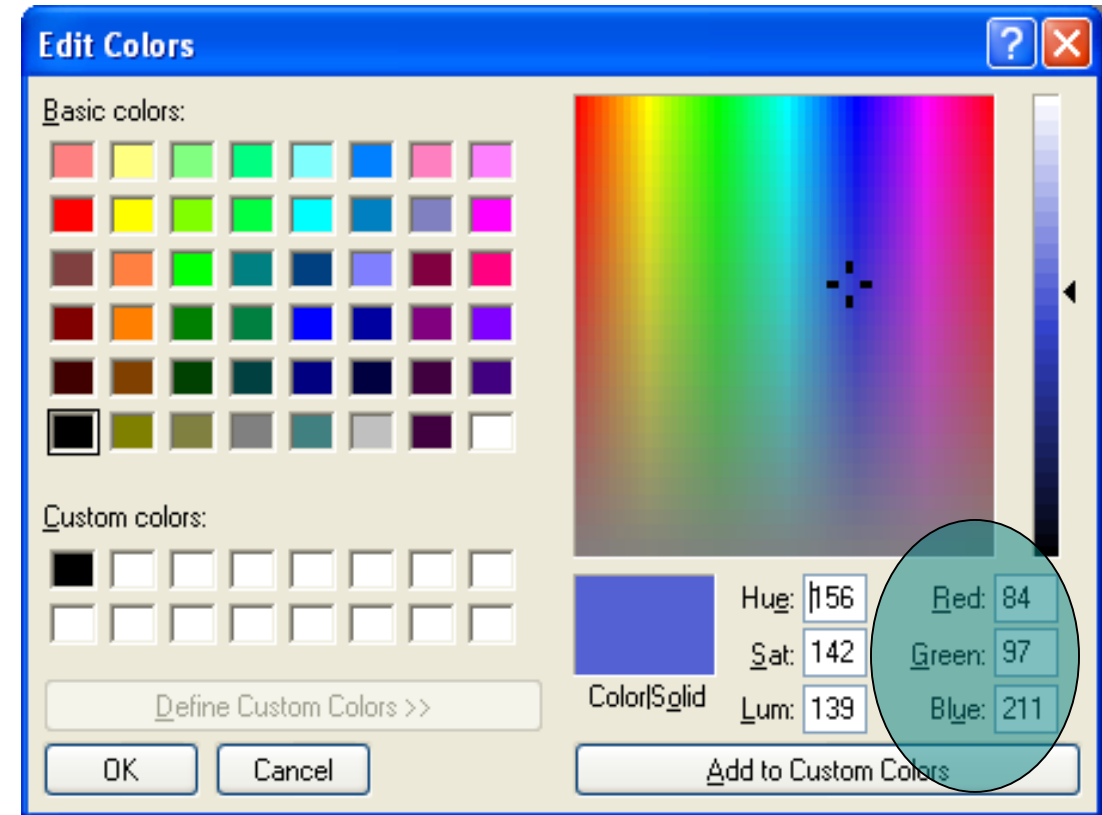 Edit Colors
Basic colors:
Custom colors:
Define Custom Colors >>
OK Cancel
Hue: 156 Red: 84
Sat: 142 Green: 97
Color|Solid Lum: 139 Blue: 211
Add to Custom Colors